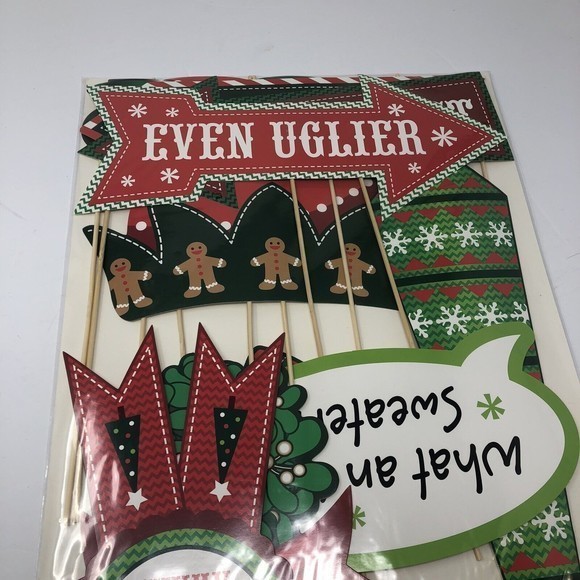 EVEN UGLIER
What an
Sweater